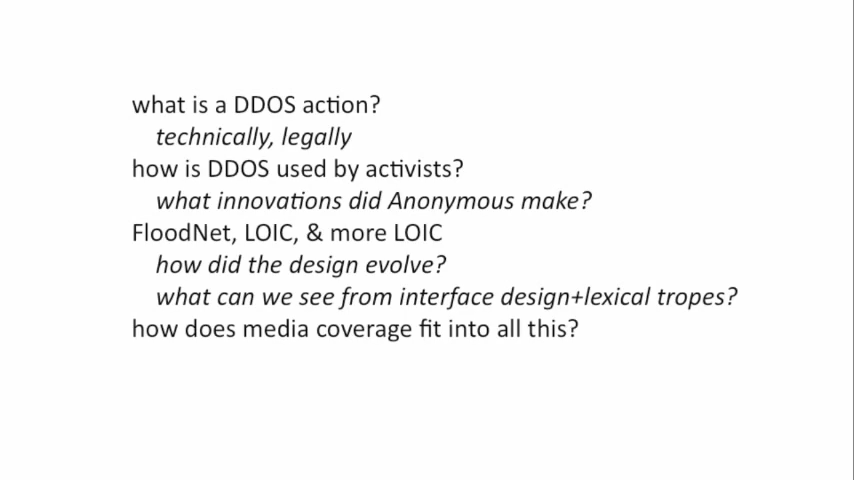 what is a DDOS action?
technically, legally
how is DDOS used by activists?
what innovations did Anonymous make?
FloodNet, LOIC, & more LOIC
how did the design evolve?
what can we see from interface design+lexical tropes?
how does media coverage fit into all this?